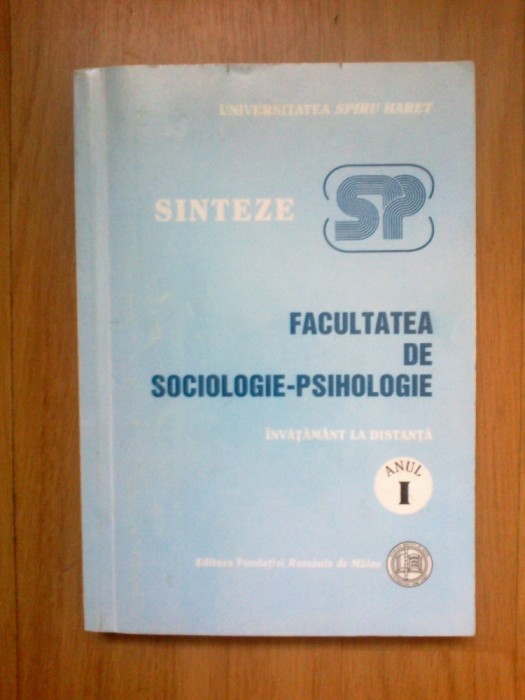 UNIVERSITATEA SPIRU HARET
SINTEZE
SP
FACULTATEA
DE
SOCIOLOGIE-PSIHOLOGIE
ÎNVĂŢĂMÂNT LA DISTANŢĂ
ANUL
I
Editura Fundaţiei România de Mâine